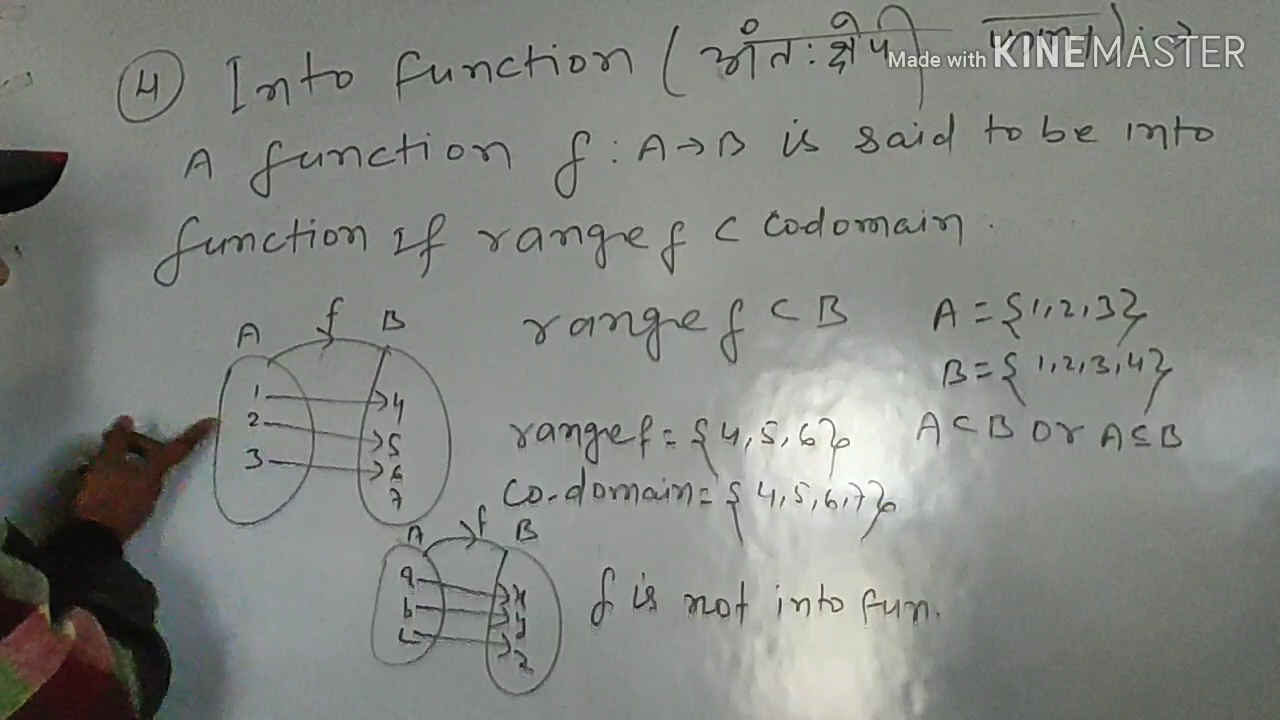 ④ Into function (अंतःक्षेपी) →
Made with KINEMASTER
A function f : A→B is said to be into
function If range f ⊂ codomain.
range f ⊂ B
A = {1,2,3}
B = {1,2,3,4}
A⊂B Or A⊆B
A f B
1 4
2 5
3 6
7
range f = {4,5,6}
Co-domain = {4,5,6,7}
A f B
a x
b y
c z
f is not into fun.